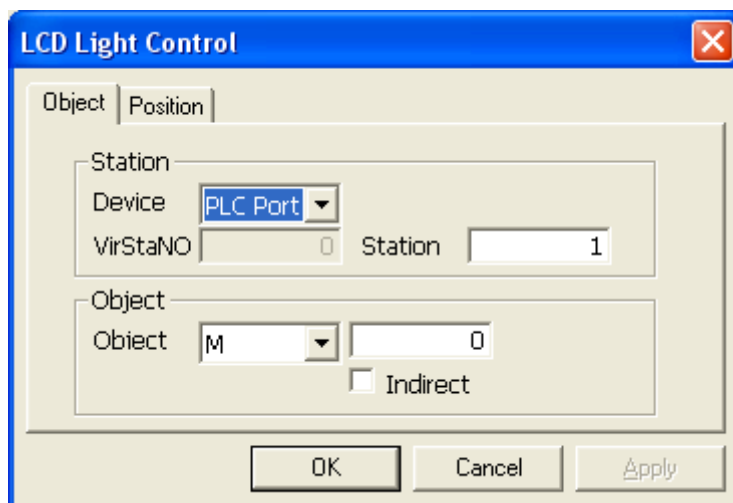 LCD Light Control
Object Position
Station
Device PLC Port
VirStaNO 0 Station 1
Object
Obiect M 0
Indirect
OK Cancel Apply